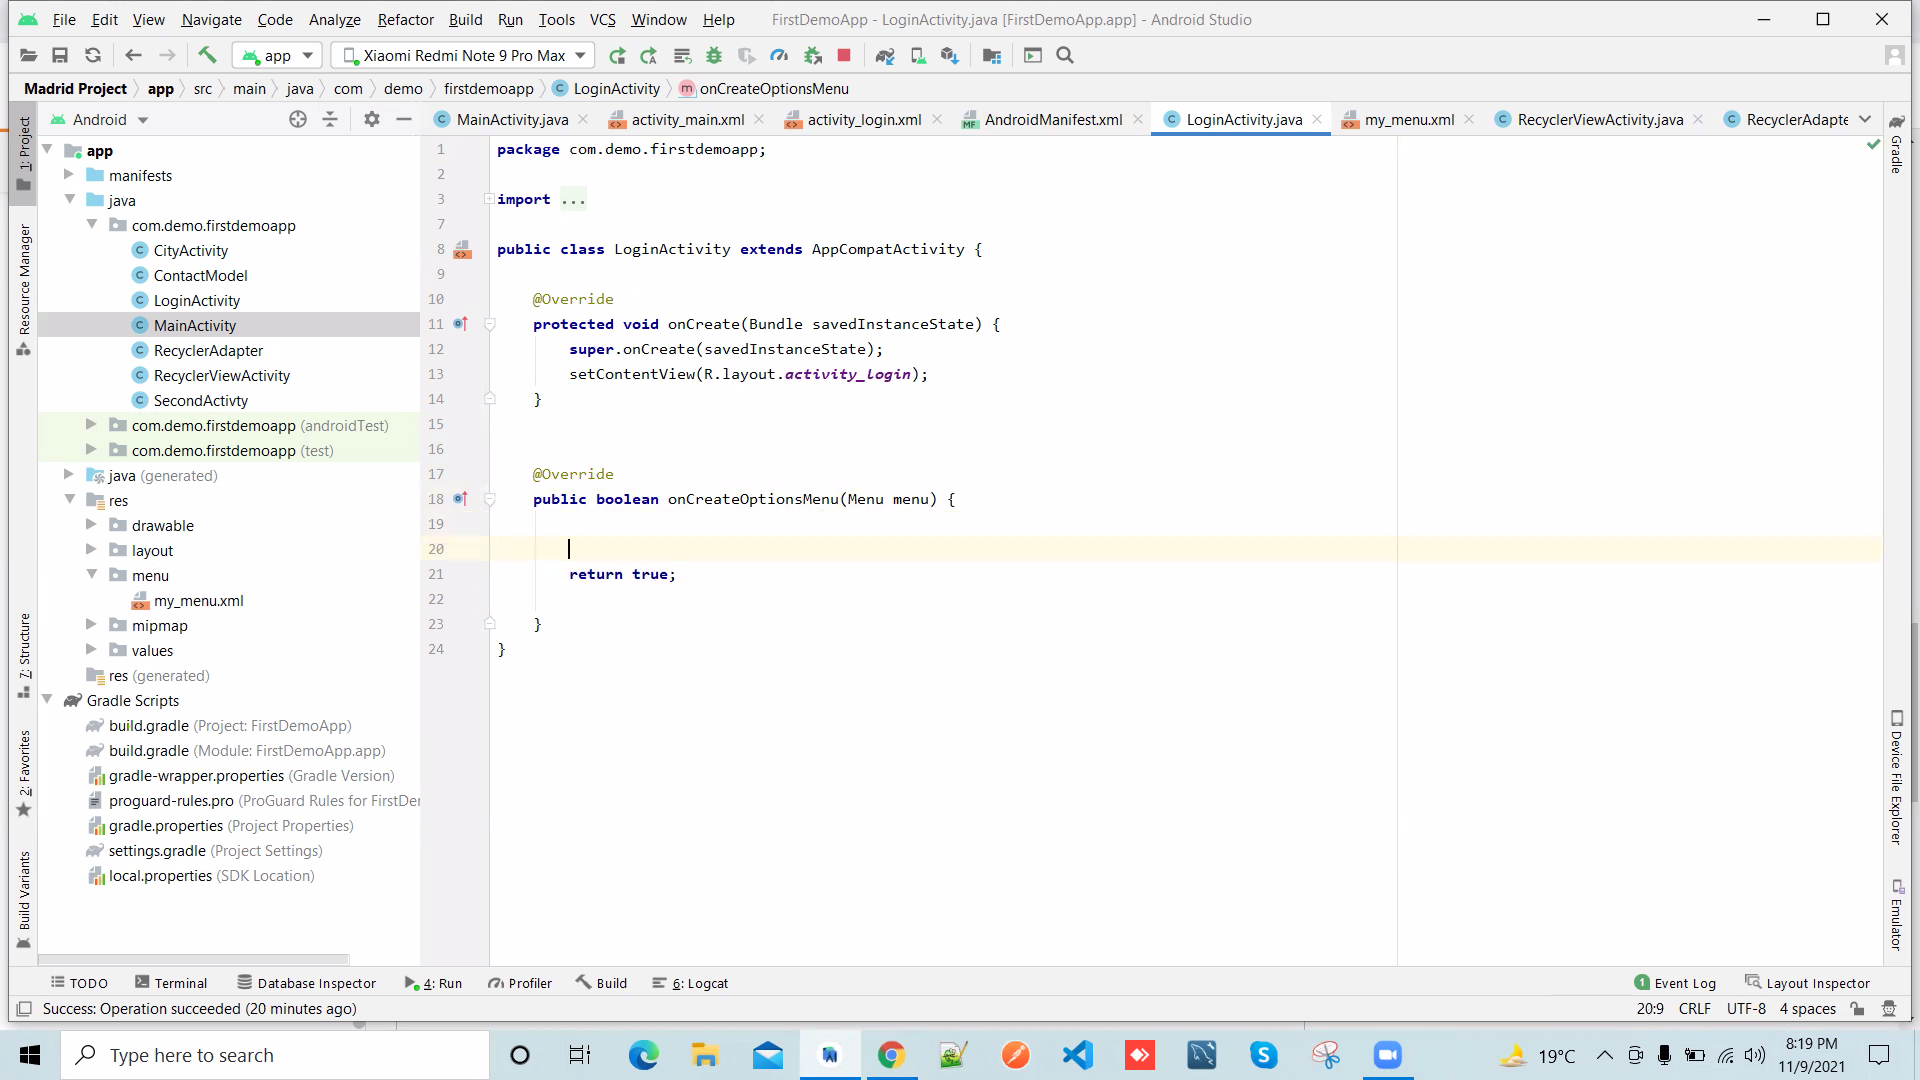 File Edit View Navigate Code Analyze Refactor Build Run Tools VCS Window Help FirstDemoApp - LoginActivity.java [FirstDemoApp.app] - Android Studio
app Xiaomi Redmi Note 9 Pro Max
Madrid Project app src main java com demo firstdemoapp LoginActivity onCreateOptionsMenu
Android MainActivity.java activity_main.xml activity_login.xml AndroidManifest.xml LoginActivity.java my_menu.xml RecyclerViewActivity.java RecyclerAdapte
1: Project
Resource Manager
7: Structure
2: Favorites
Build Variants
app
manifests
java
com.demo.firstdemoapp
CityActivity
ContactModel
LoginActivity
MainActivity
RecyclerAdapter
RecyclerViewActivity
SecondActivty
com.demo.firstdemoapp (androidTest)
com.demo.firstdemoapp (test)
java (generated)
res
drawable
layout
menu
my_menu.xml
mipmap
values
res (generated)
Gradle Scripts
build.gradle (Project: FirstDemoApp)
build.gradle (Module: FirstDemoApp.app)
gradle-wrapper.properties (Gradle Version)
proguard-rules.pro (ProGuard Rules for FirstDer
gradle.properties (Project Properties)
settings.gradle (Project Settings)
local.properties (SDK Location)
1 package com.demo.firstdemoapp;
2
3 import ...
7
8 public class LoginActivity extends AppCompatActivity {
9
10 @Override
11 protected void onCreate(Bundle savedInstanceState) {
12 super.onCreate(savedInstanceState);
13 setContentView(R.layout.activity_login);
14 }
15
16
17 @Override
18 public boolean onCreateOptionsMenu(Menu menu) {
19
20
21 return true;
22
23 }
24 }
Gradle
Device File Explorer
Emulator
TODO Terminal Database Inspector 4: Run Profiler Build 6: Logcat 1 Event Log Layout Inspector
Success: Operation succeeded (20 minutes ago) 20:9 CRLF UTF-8 4 spaces
Type here to search 19°C 8:19 PM
11/9/2021